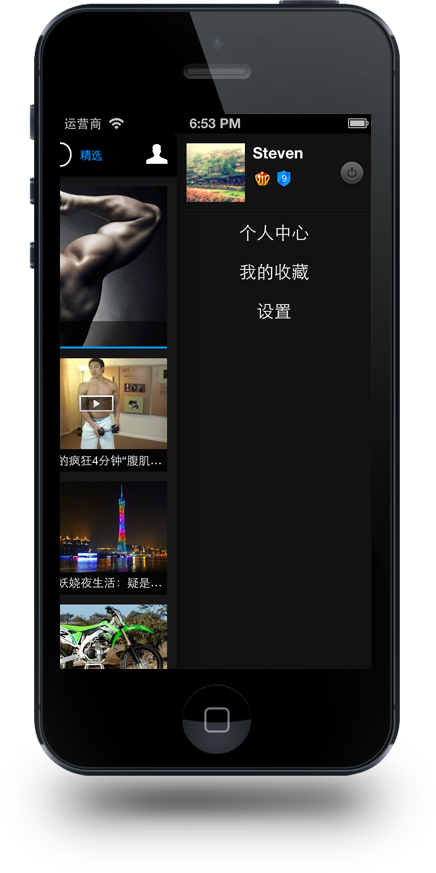 运营商
6:53 PM
精选
Steven
VIP
9
个人中心
我的收藏
设置
的疯狂4分钟“腹肌...
妖娆夜生活：疑是...